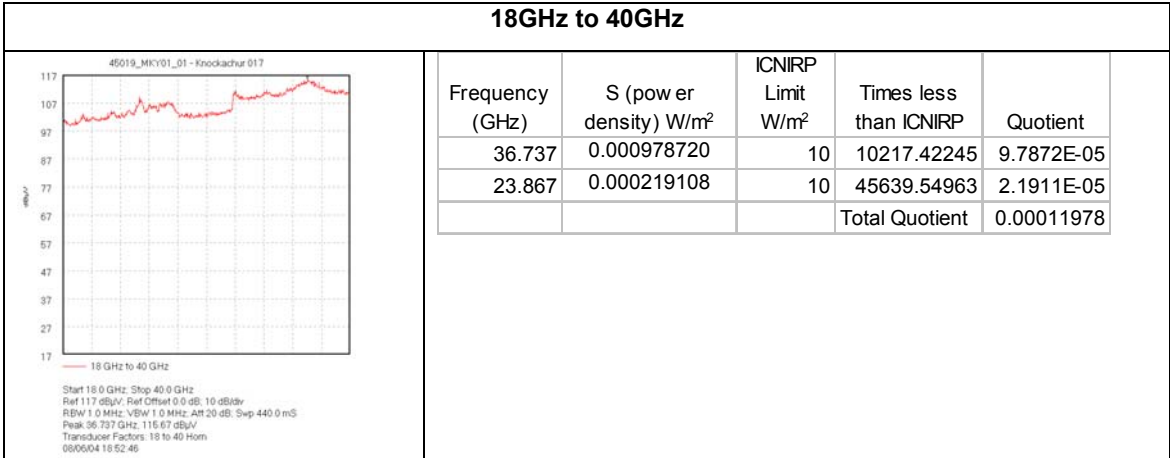 18GHz to 40GHz
45019_MKY01_01 - Knockachur 017
117
107
97
87
77
67
57
47
37
27
17
dBµV
18 GHz to 40 GHz
Start 18.0 GHz; Stop 40.0 GHz
Ref 117 dBµV; Ref Offset 0.0 dB; 10 dB/div
RBW 1.0 MHz; VBW 1.0 MHz; Att 20 dB; Swp 440.0 mS
Peak 36.737 GHz, 115.67 dBµV
Transducer Factors: 18 to 40 Horn
08/06/04 18:52:46
Frequency (GHz) S (pow er density) W/m² ICNIRP Limit W/m² Times less than ICNIRP Quotient
36.737 0.000978720 10 10217.42245 9.7872E-05
23.867 0.000219108 10 45639.54963 2.1911E-05
Total Quotient 0.00011978